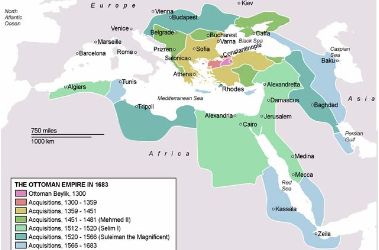 Europe
Kiev
North
Atlantic
Ocean
Vienna
Budapest
Venice
Belgrade
Bucharest
Caffa
Marseille
Black Sea
Caspian
Sea
Varna
Prizren
Sofia
Constantinople
Barcelona
Rome
Salonica
Baku
Athens
Algiers
Tunis
Rhodes
Alexandretta
Asia
Mediterranean Sea
Damascus
Tripoli
Baghdad
Alexandria
Jerusalem
Cairo
750 miles
1000 km
Persian
Gulf
Africa
Medina
Mecca
Red
Sea
Kassala
Zeila
THE OTTOMAN EMPIRE IN 1683
Ottoman Beylik, 1300
Acquisitions, 1300 - 1359
Acquisitions, 1359 - 1451
Acquisitions, 1451 - 1481 (Mehmed II)
Acquisitions, 1512 - 1520 (Selim I)
Acquisitions, 1520 - 1566 (Suleiman the Magnificent)
Acquisitions, 1566 - 1683